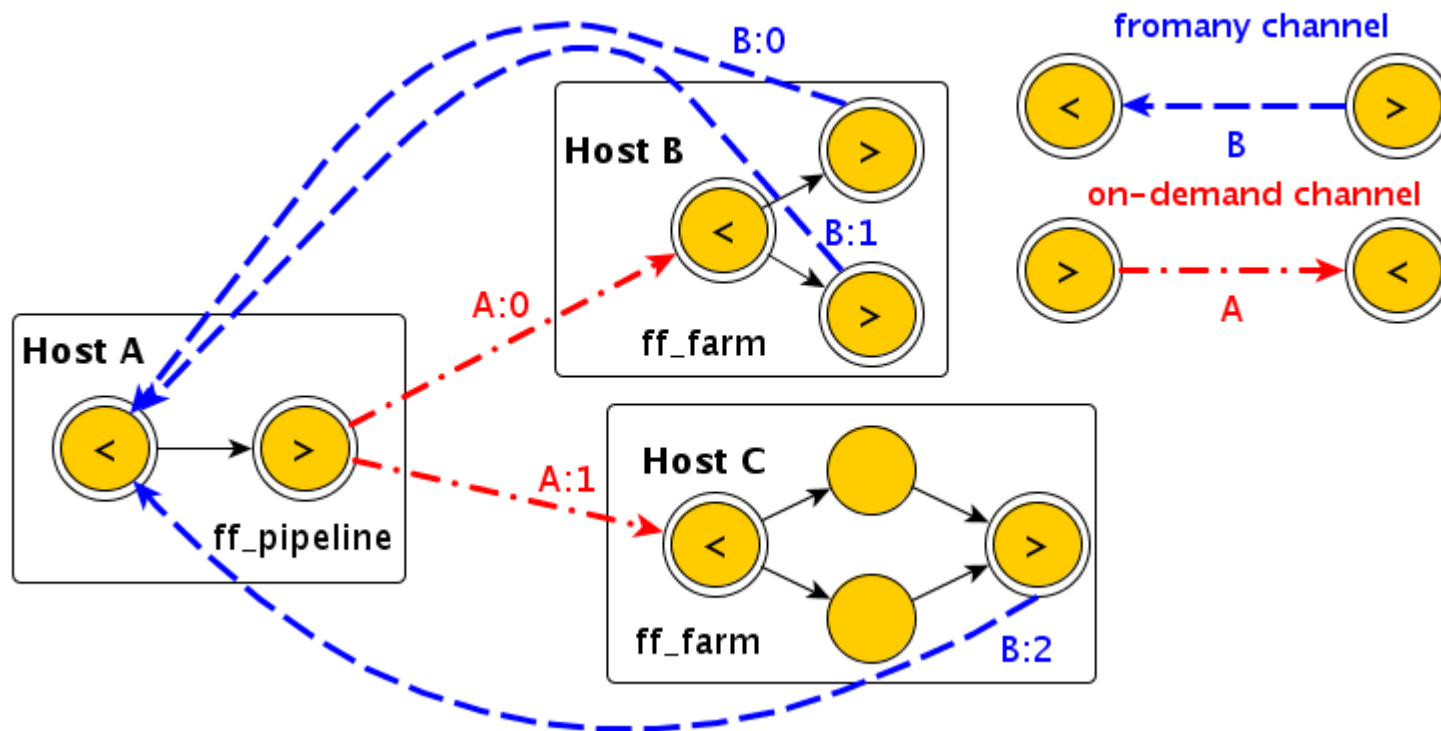 fromany channel
B:0
< >
B
Host B
>
<
on-demand channel
B:1
> <
A
A:0
>
ff_farm
Host A
< >
ff_pipeline
A:1
Host C
< >
ff_farm
B:2